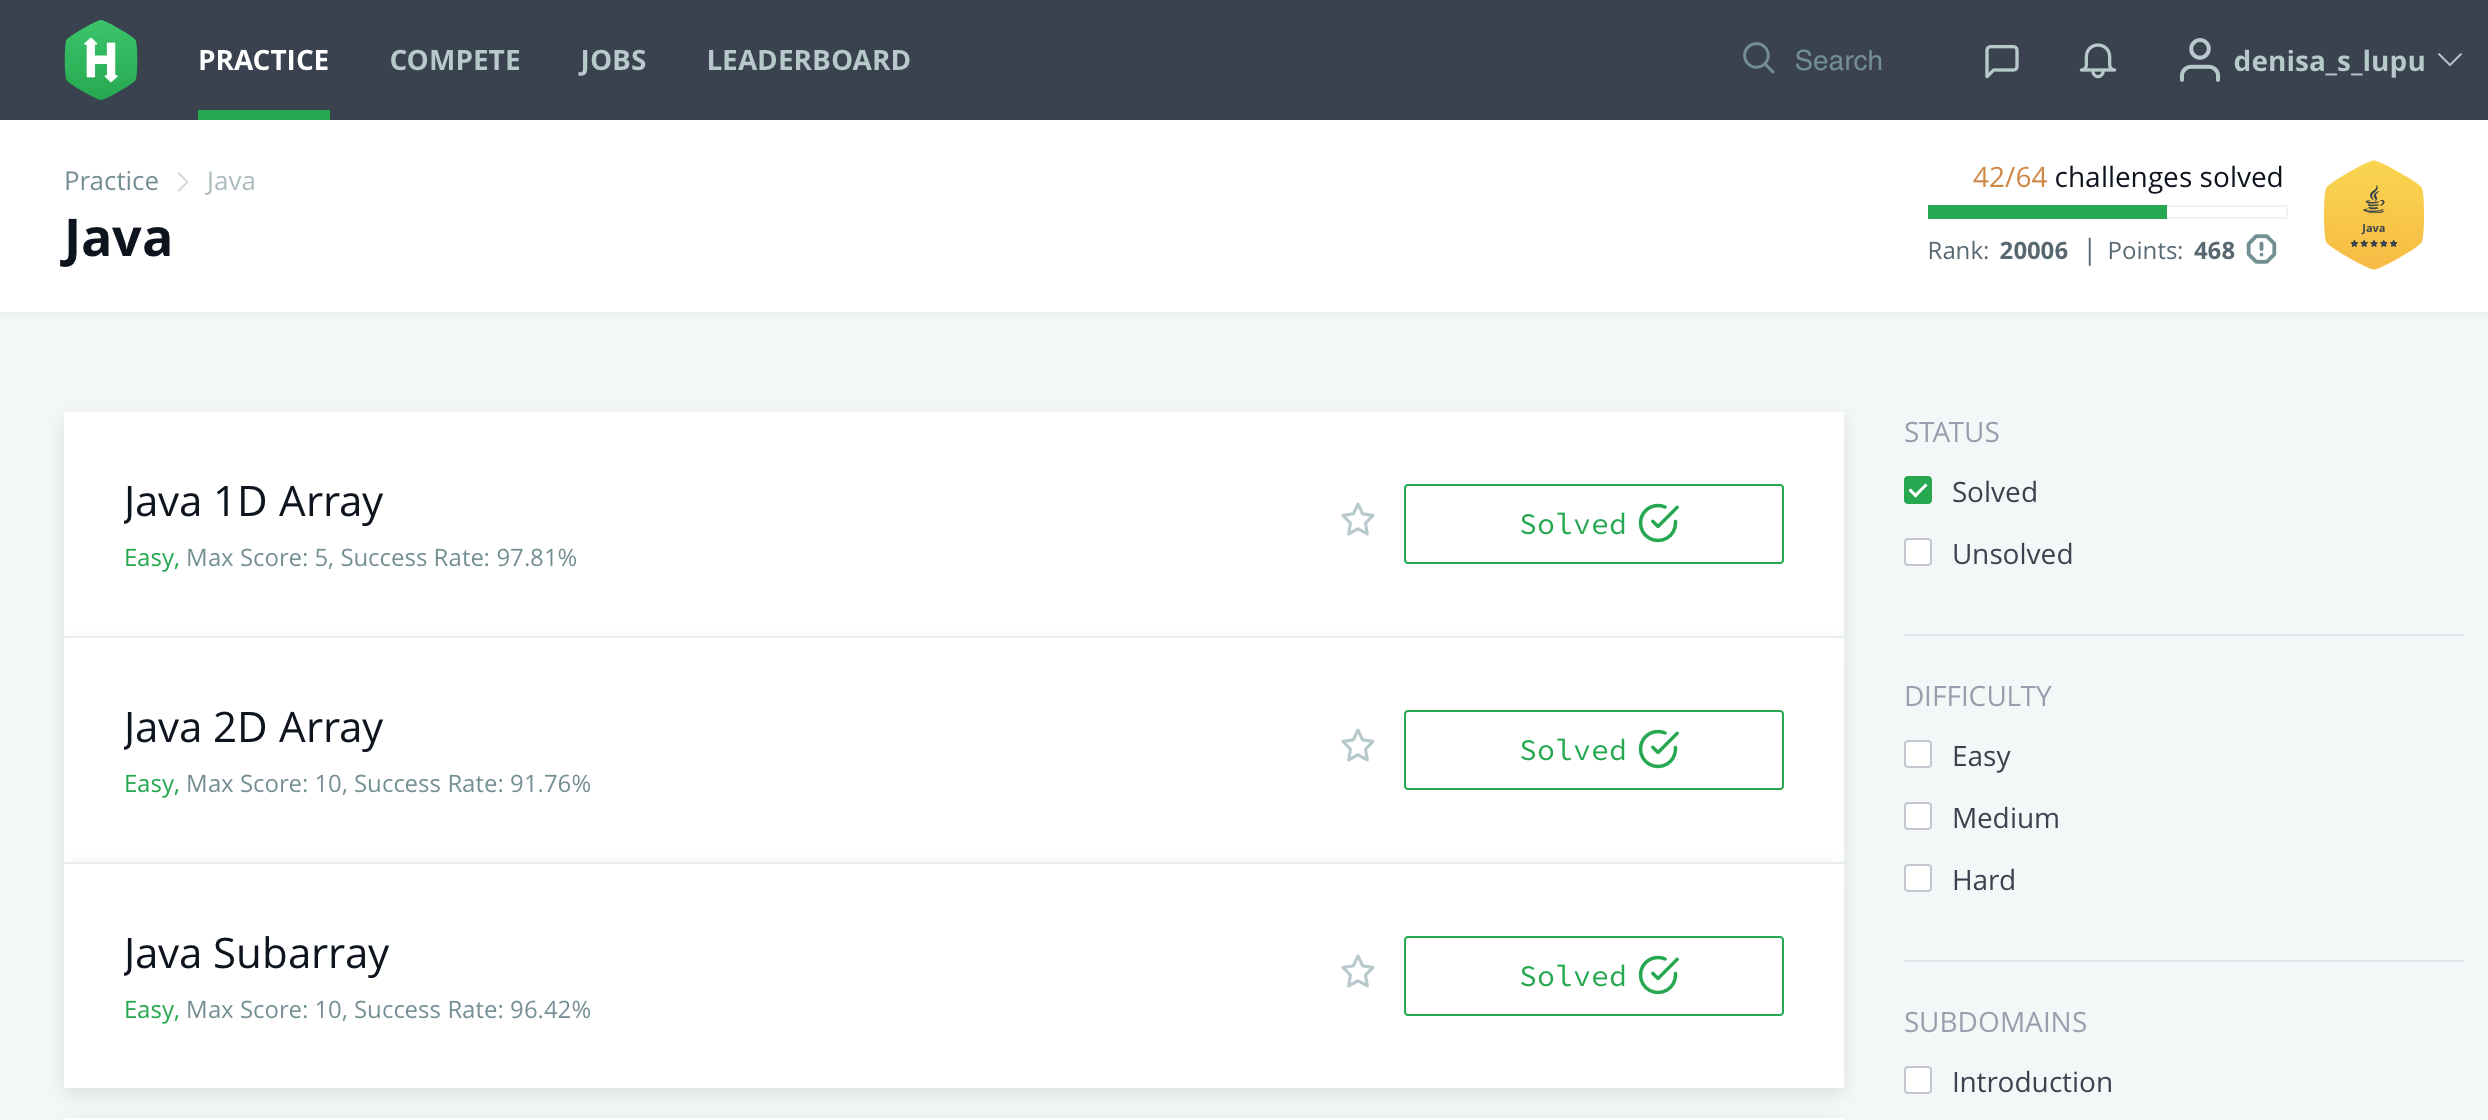 PRACTICE COMPETE JOBS LEADERBOARD Search denisa_s_lupu
Practice Java
Java
42/64 challenges solved
Rank: 20006 | Points: 468
Java
Java 1D Array
Easy, Max Score: 5, Success Rate: 97.81%
Solved
Java 2D Array
Easy, Max Score: 10, Success Rate: 91.76%
Solved
Java Subarray
Easy, Max Score: 10, Success Rate: 96.42%
Solved
STATUS
Solved
Unsolved
DIFFICULTY
Easy
Medium
Hard
SUBDOMAINS
Introduction